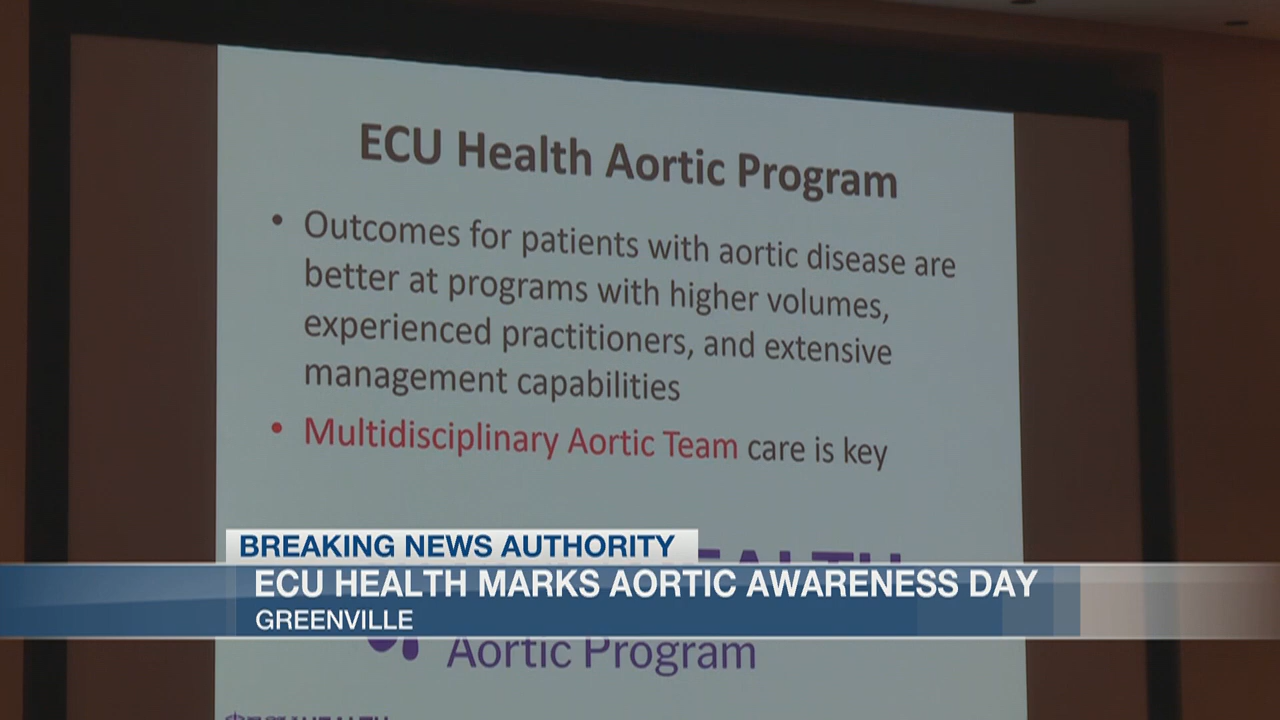 ECU Health Aortic Program
• Outcomes for patients with aortic disease are
better at programs with higher volumes,
experienced practitioners, and extensive
management capabilities
• Multidisciplinary Aortic Team care is key
BREAKING NEWS AUTHORITY
ECU HEALTH MARKS AORTIC AWARENESS DAY
GREENVILLE
Aortic Program